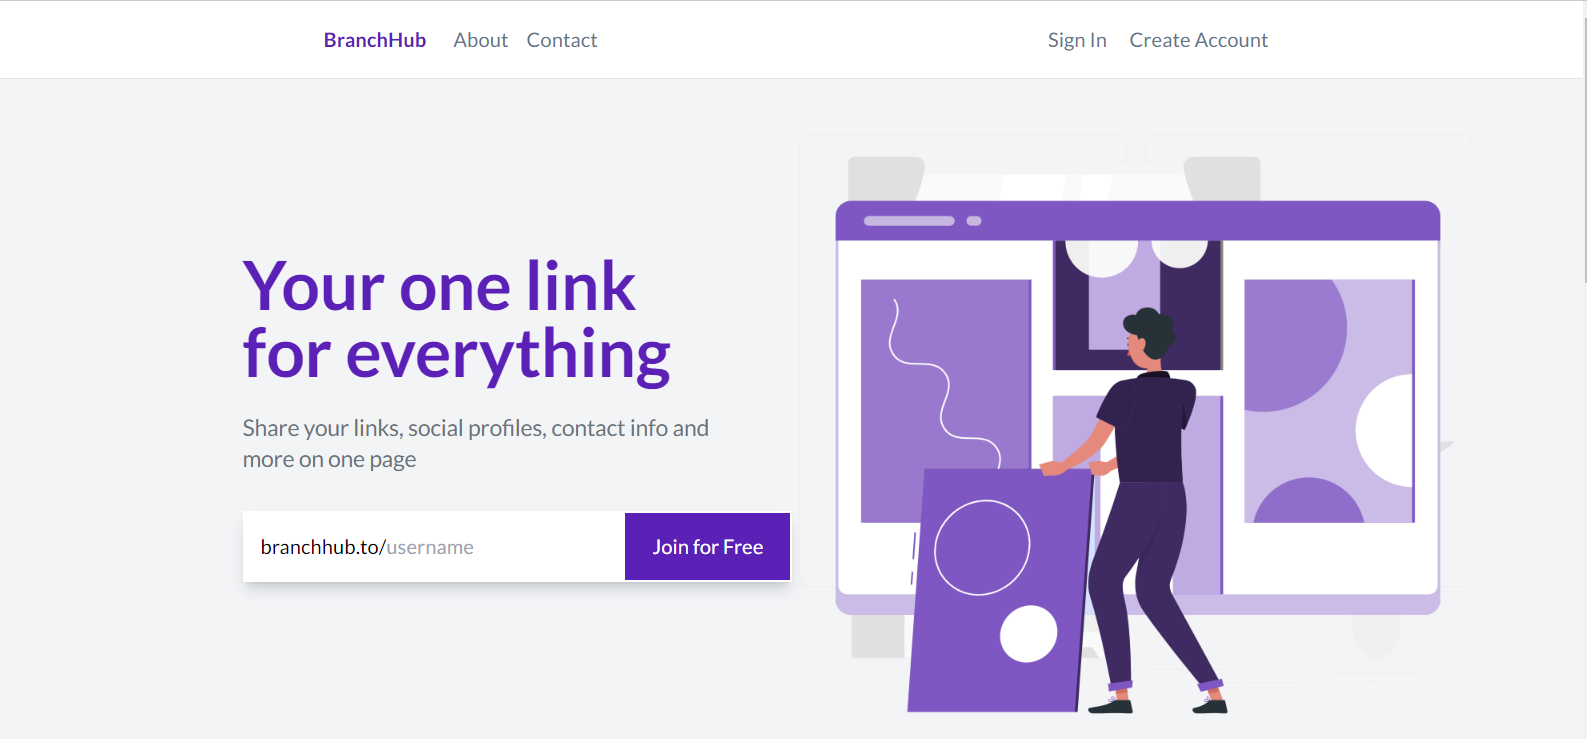 BranchHub About Contact Sign In Create Account
Your one link
for everything
Share your links, social profiles, contact info and
more on one page
branchhub.to/username Join for Free